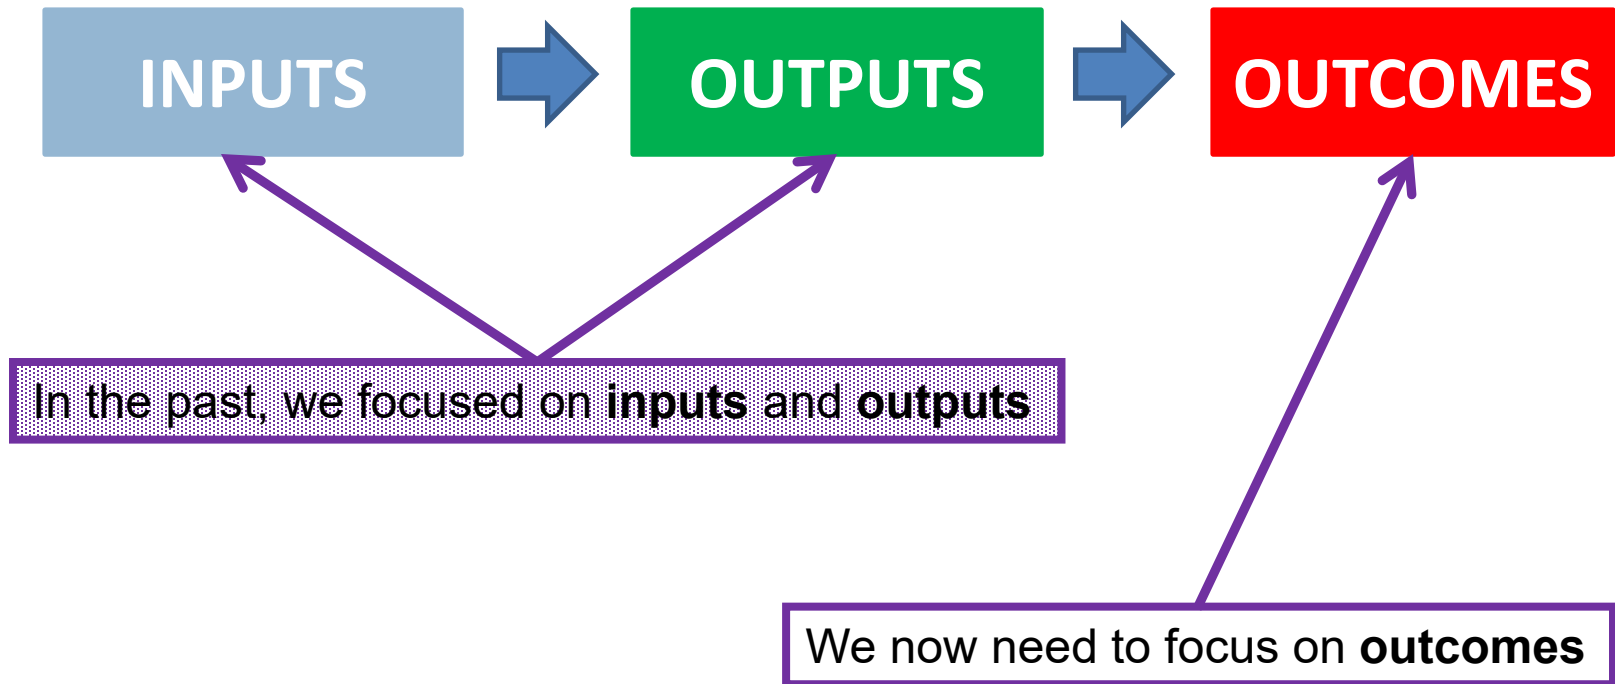 INPUTS
OUTPUTS
OUTCOMES
In the past, we focused on inputs and outputs
We now need to focus on outcomes